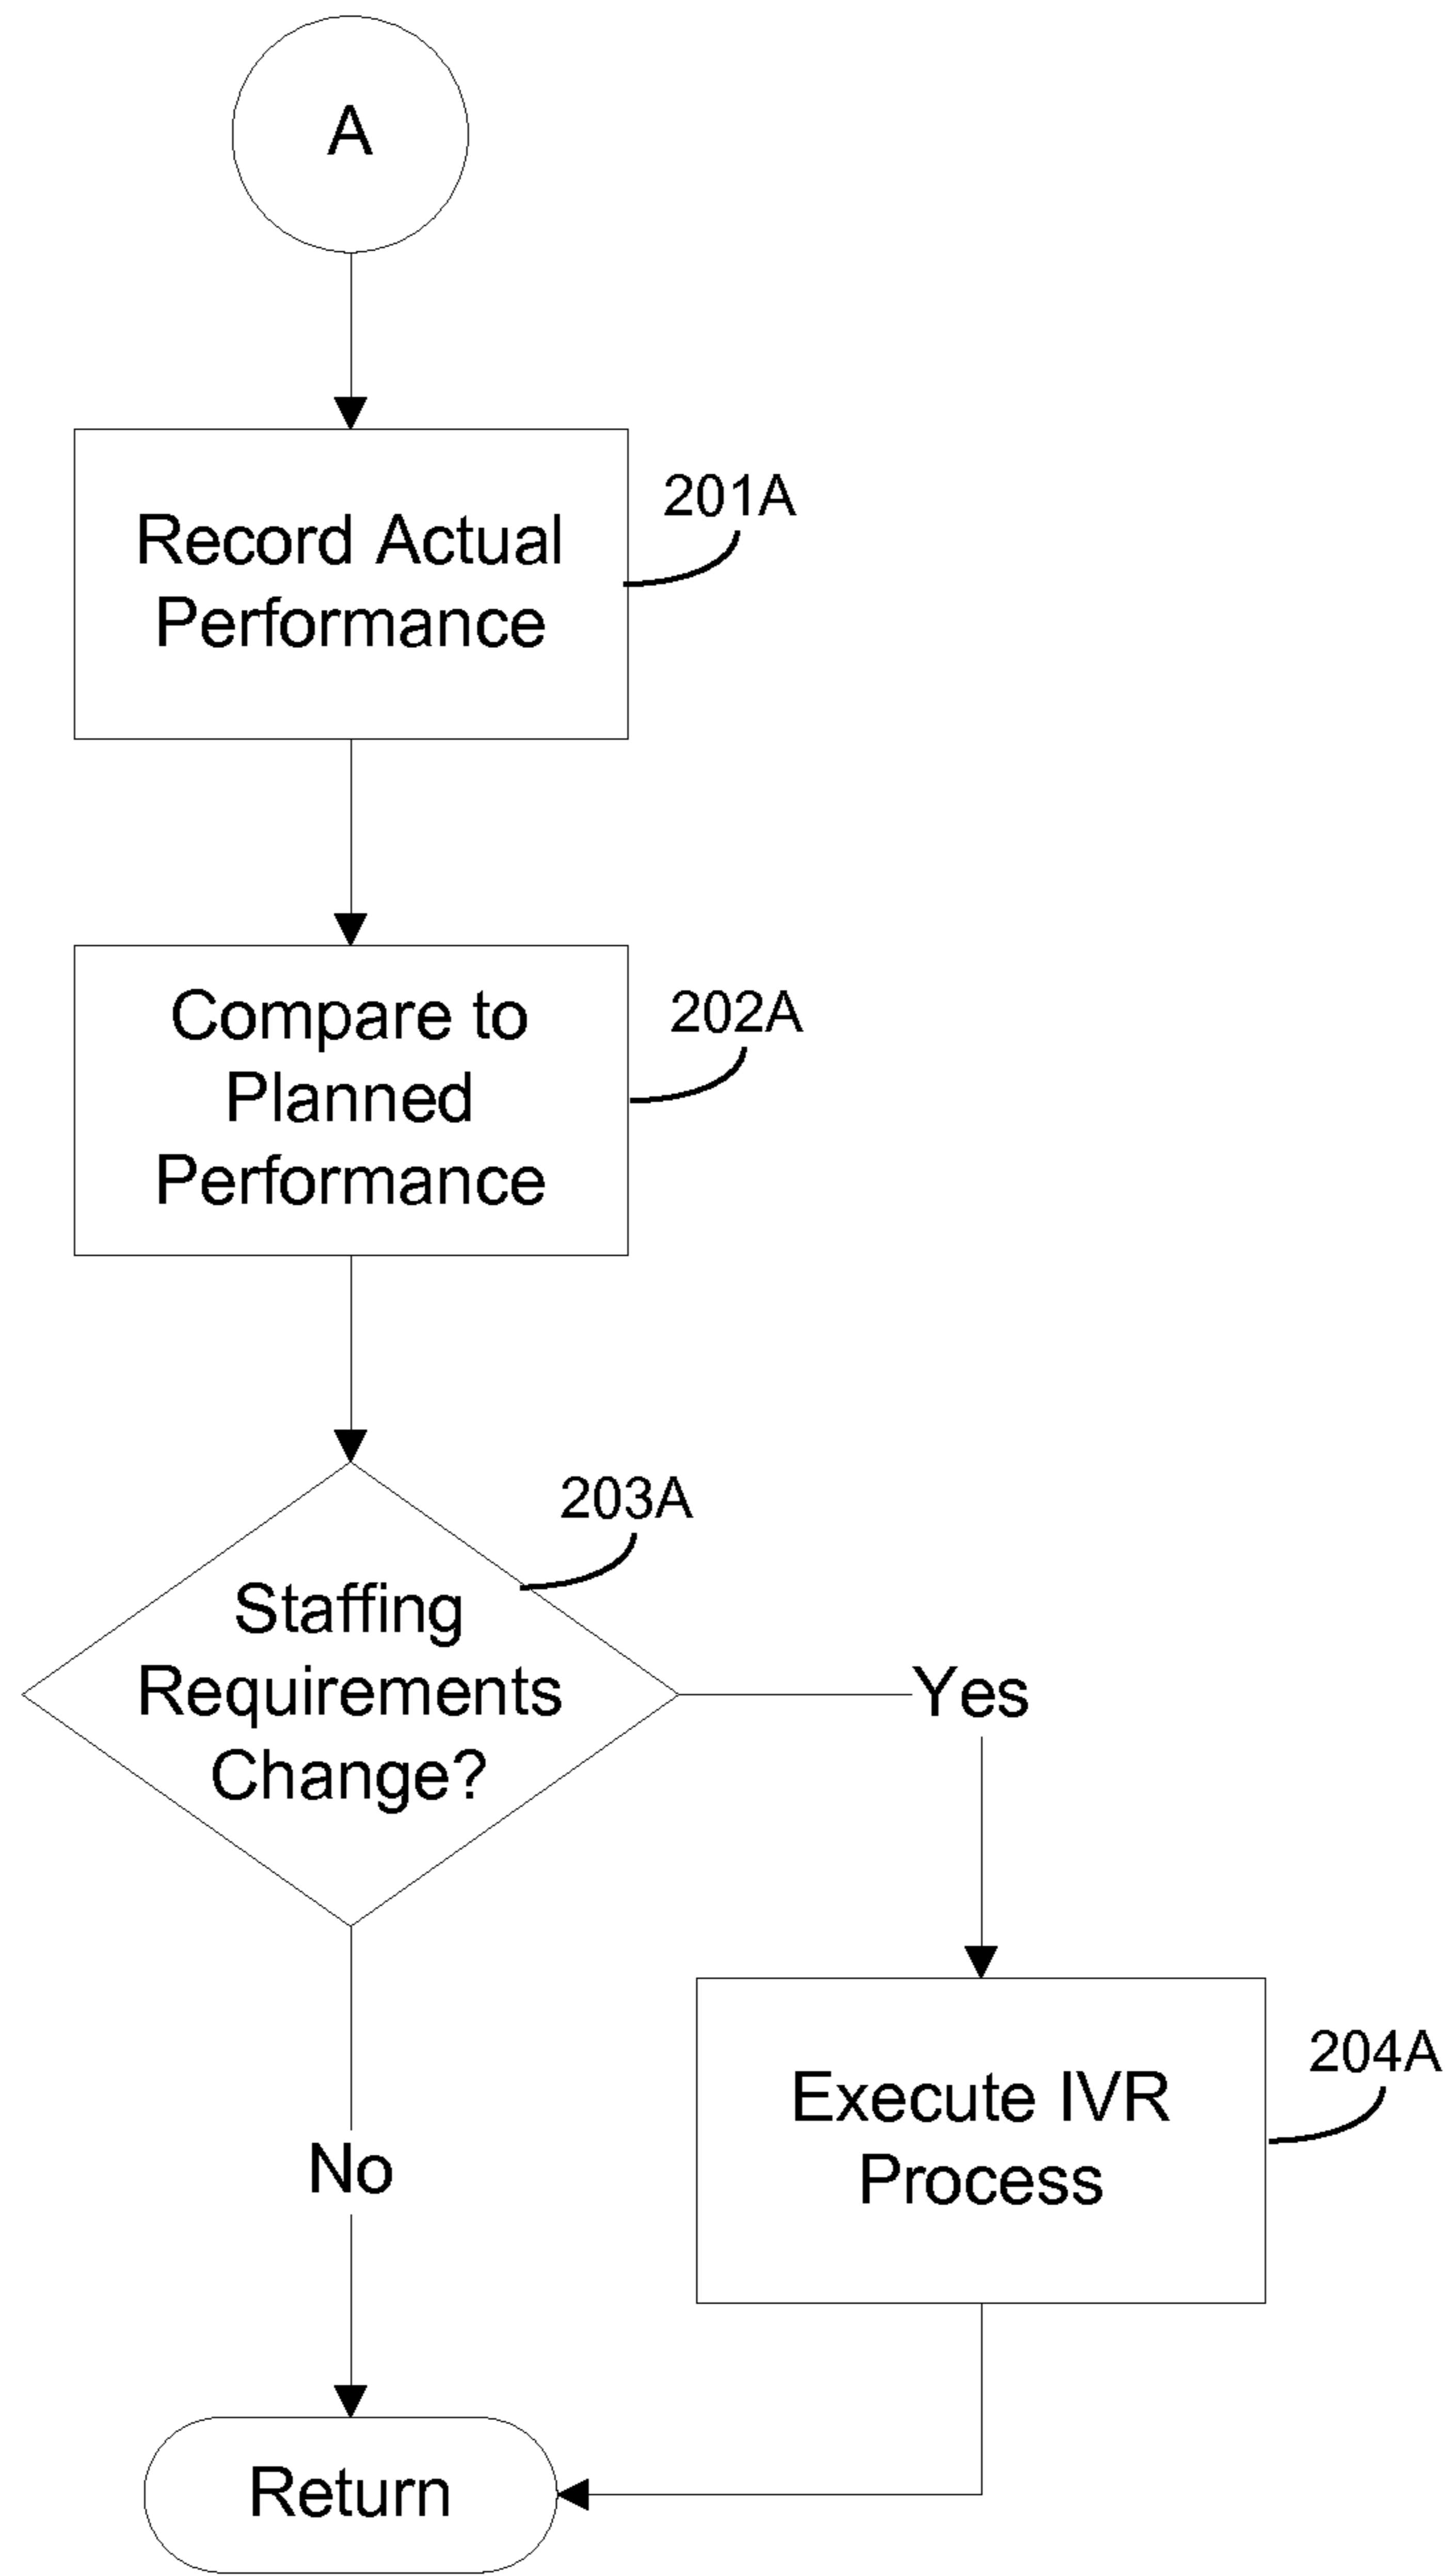 A
Record Actual
Performance
201A
Compare to
Planned
Performance
202A
Staffing
Requirements
Change?
203A
Yes
No
Execute IVR
Process
204A
Return